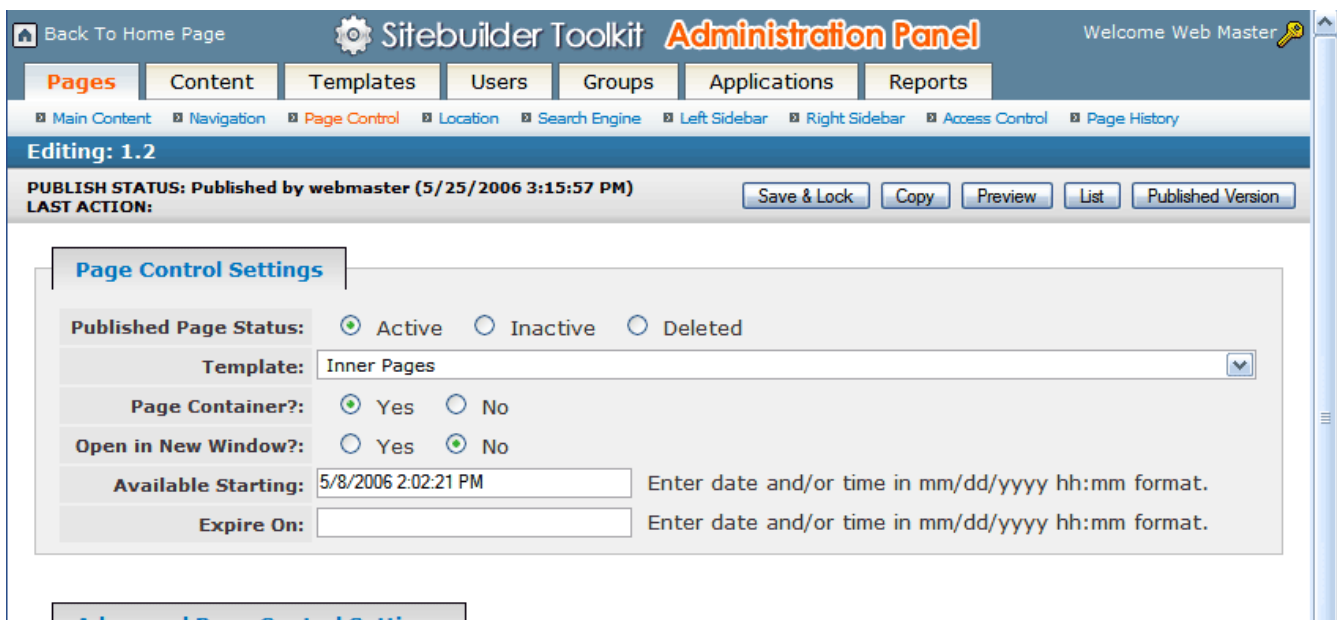 Back To Home Page Sitebuilder Toolkit Administration Panel Welcome Web Master
Pages Content Templates Users Groups Applications Reports
Main Content Navigation Page Control Location Search Engine Left Sidebar Right Sidebar Access Control Page History
Editing: 1.2
PUBLISH STATUS: Published by webmaster (5/25/2006 3:15:57 PM)
LAST ACTION:
Save & Lock Copy Preview List Published Version
Page Control Settings
Published Page Status: Active Inactive Deleted
Template: Inner Pages
Page Container?: Yes No
Open in New Window?: Yes No
Available Starting: 5/8/2006 2:02:21 PM Enter date and/or time in mm/dd/yyyy hh:mm format.
Expire On: Enter date and/or time in mm/dd/yyyy hh:mm format.
Advanced Page Control Settings